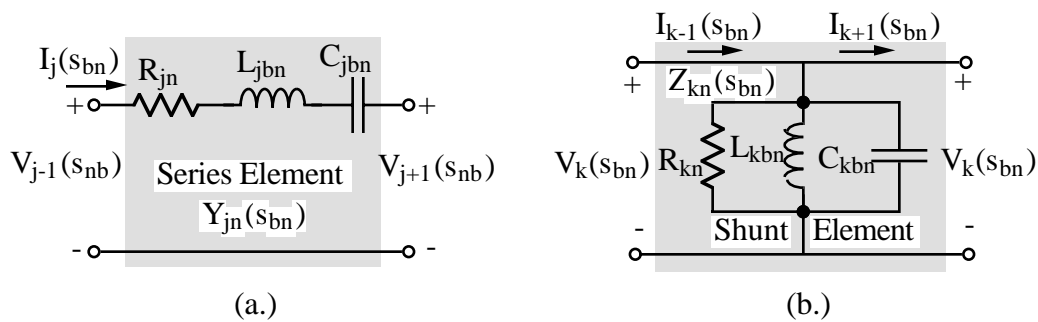 I_j(s_bn)
R_jn
L_jbn
C_jbn
+
+
V_j-1(s_nb)
V_j+1(s_nb)
Series Element
Y_jn(s_bn)
-
-
(a.)
I_k-1(s_bn)
I_k+1(s_bn)
+
+
Z_kn(s_bn)
V_k(s_bn)
R_kn
L_kbn
C_kbn
V_k(s_bn)
Shunt Element
-
-
(b.)